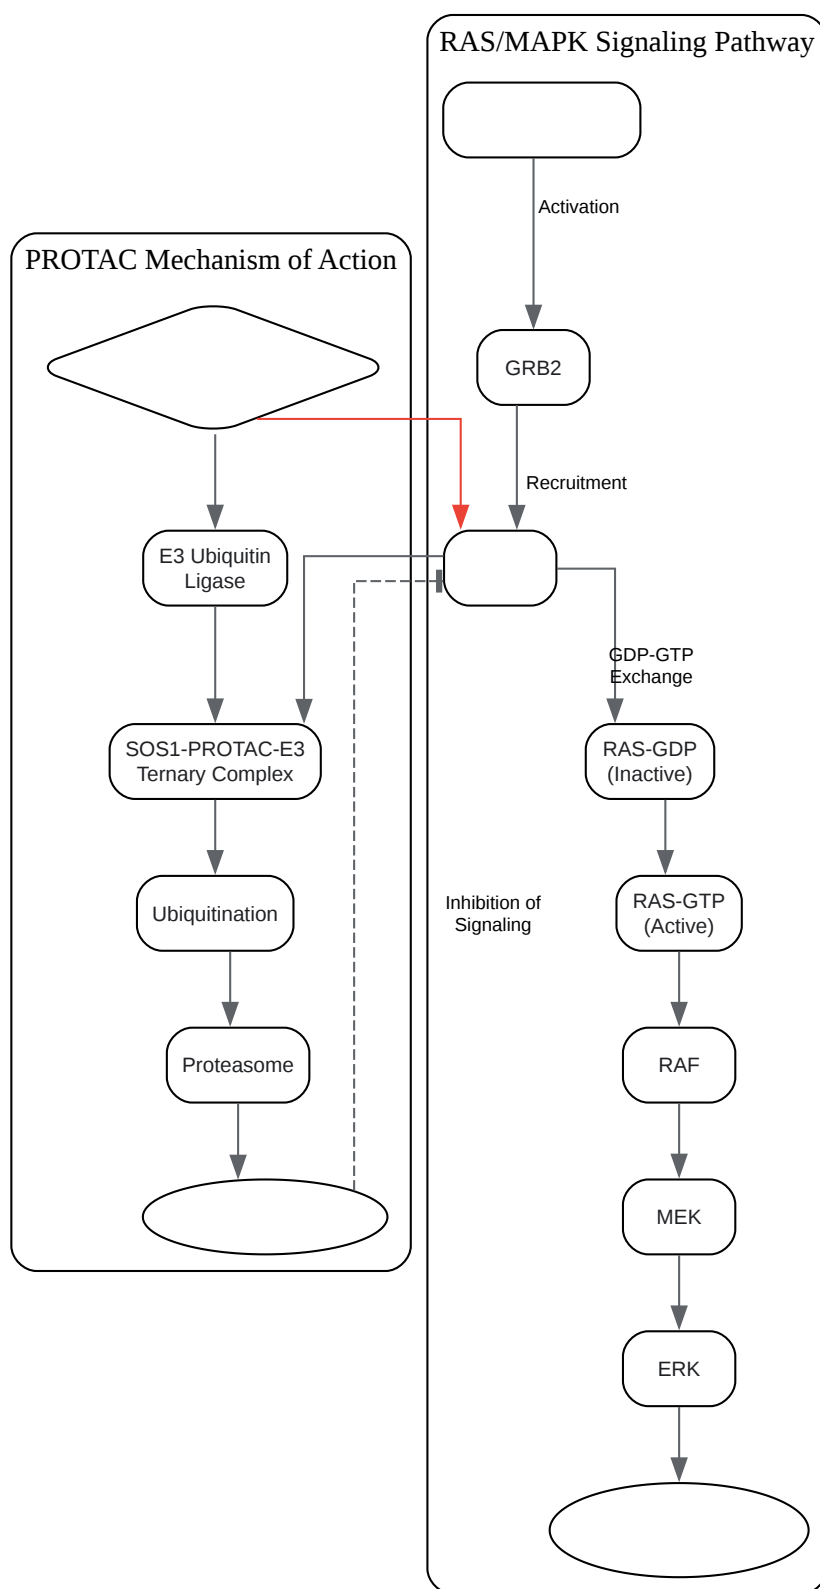 RAS/MAPK Signaling Pathway
Activation
PROTAC Mechanism of Action
GRB2
Recruitment
E3 Ubiquitin
Ligase
GDP-GTP
Exchange
SOS1-PROTAC-E3
Ternary Complex
RAS-GDP
(Inactive)
Ubiquitination
Inhibition of
Signaling
RAS-GTP
(Active)
Proteasome
RAF
MEK
ERK